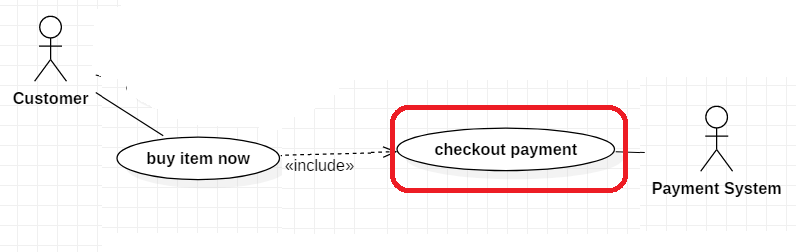 Customer
buy item now
«include»
checkout payment
Payment System